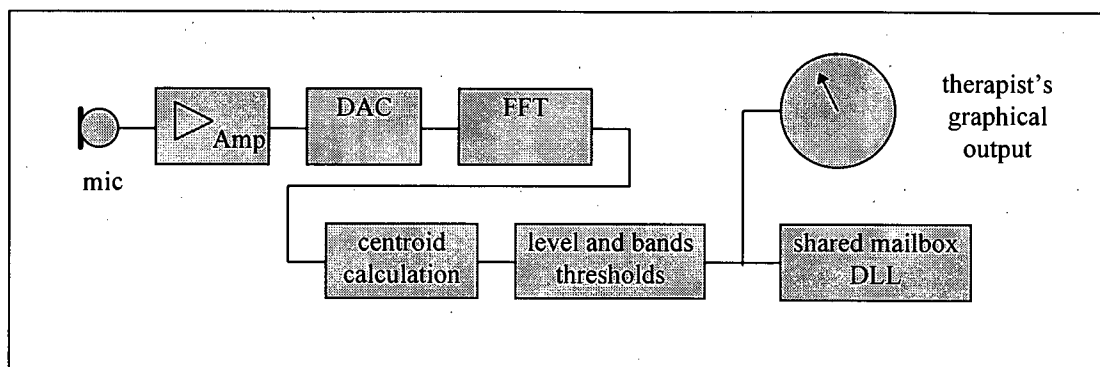 Amp
DAC
FFT
mic
therapist's
graphical
output
centroid
calculation
level and bands
thresholds
shared mailbox
DLL